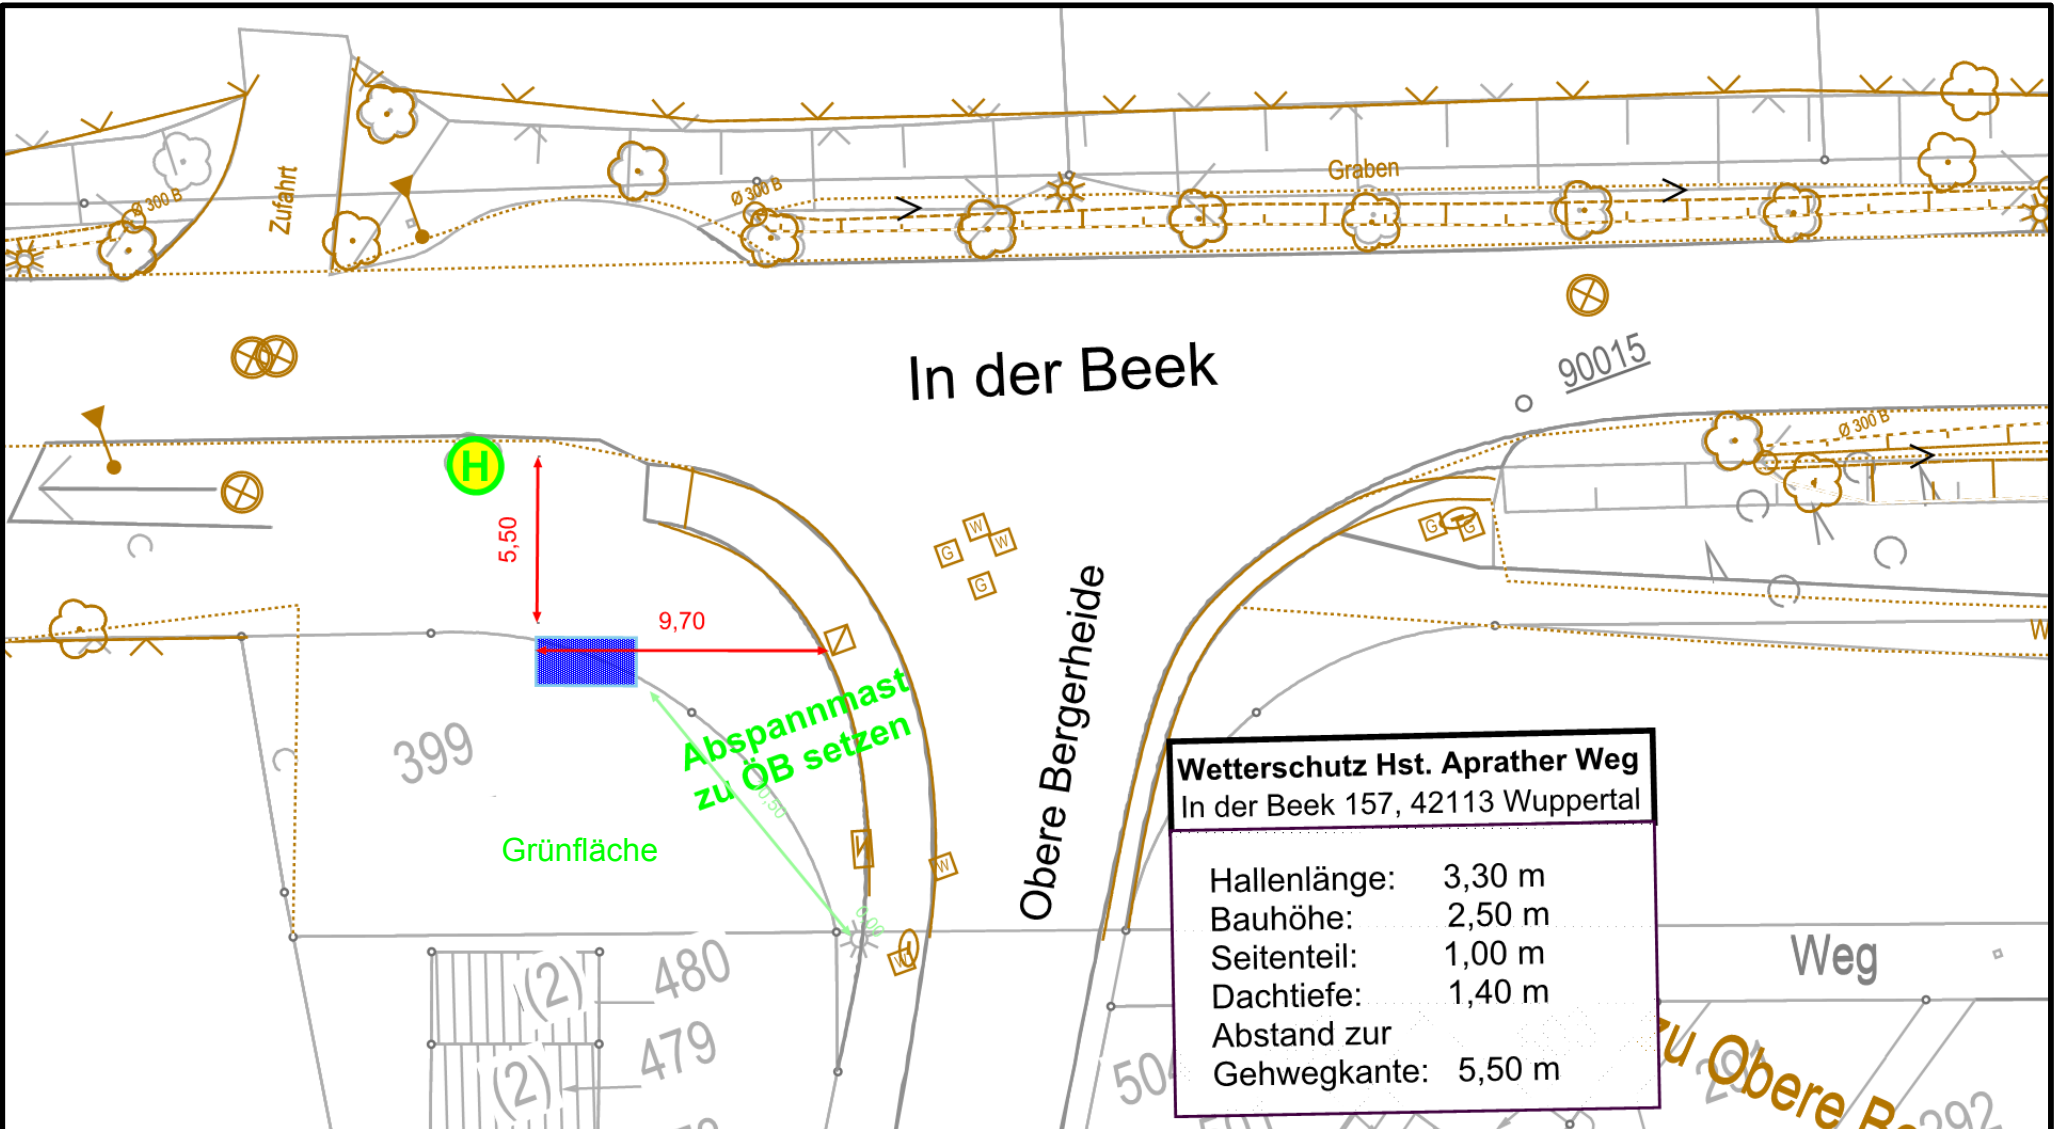 Zufahrt
Ø 300 B
Ø 300 B
Graben
In der Beek
90015
Ø 300 B
H
5,50
9,70
W
G
W
G
G
G
W
Abspannmast
zu ÖB setzen
399
Grünfläche
Obere Bergerheide
W
W
Wetterschutz Hst. Aprather Weg
In der Beek 157, 42113 Wuppertal
Hallenlänge: 3,30 m
Bauhöhe: 2,50 m
Seitenteil: 1,00 m
Dachtiefe: 1,40 m
Abstand zur
Gehwegkante: 5,50 m
Weg
(2)
480
(2)
479
504
zu Obere
292